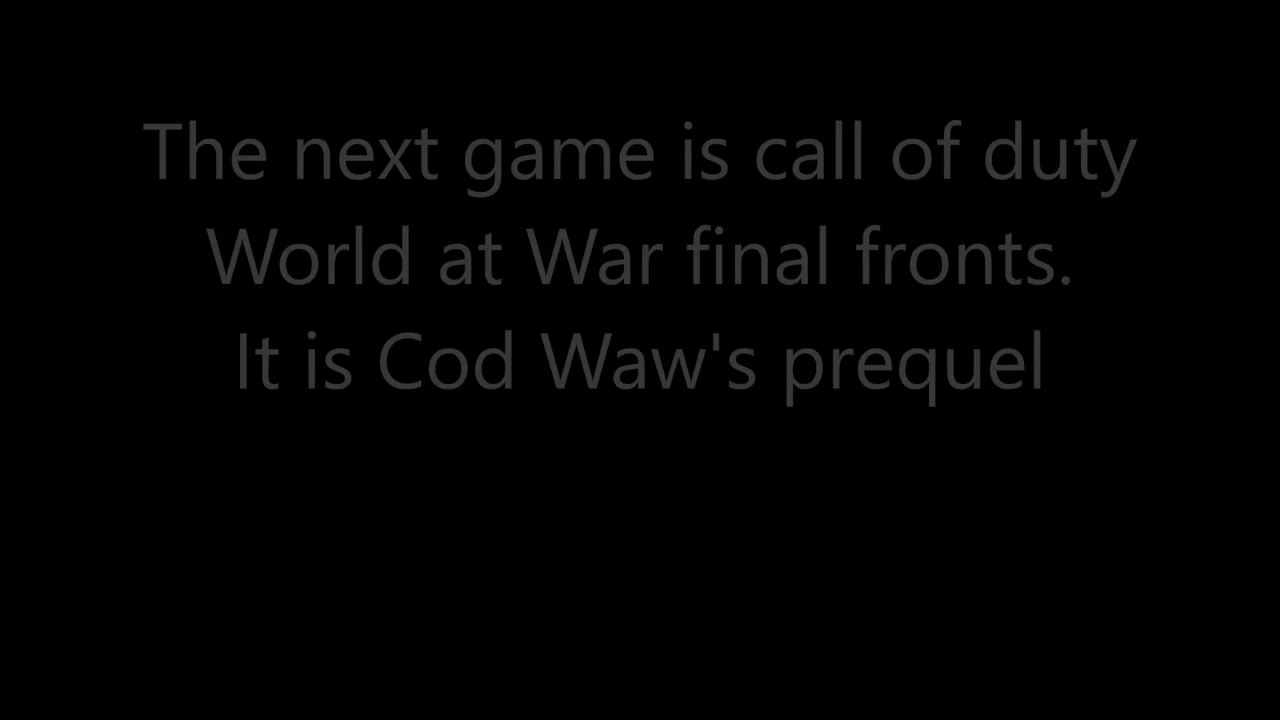 The next game is call of duty
World at War final fronts.
It is Cod Waw's prequel